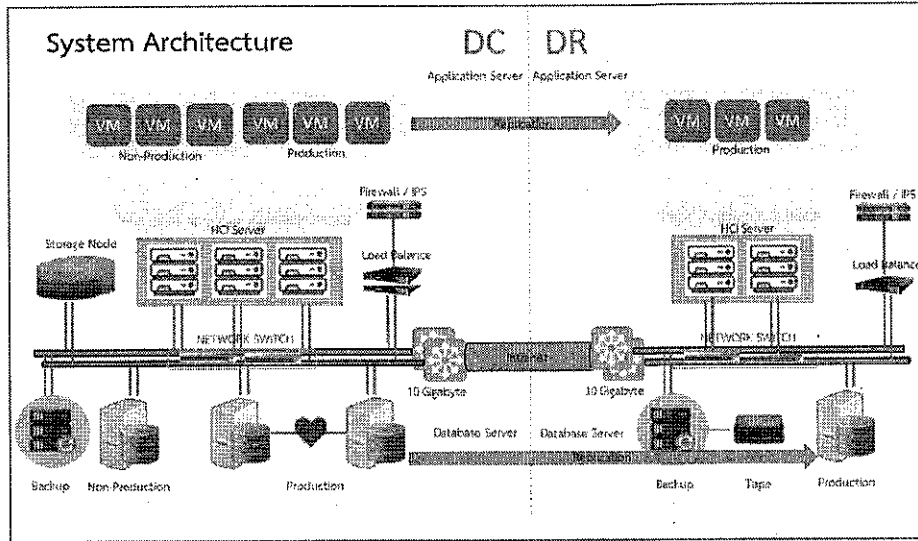 System Architecture
DC DR
Application Server Application Server
VM VM VM VM VM VM
Replication
VM VM VM
Non-Production
Production
Production
Firewall / IPS
Firewall / IPS
HCI Server
HCI Server
Storage Node
Load Balance
Load Balance
NETWORK SWITCH
NETWORK SWITCH
Intranet
10 Gigabyte
10 Gigabyte
Database Server
Database Server
Replication
Backup
Non-Production
Production
Backup
Tape
Production